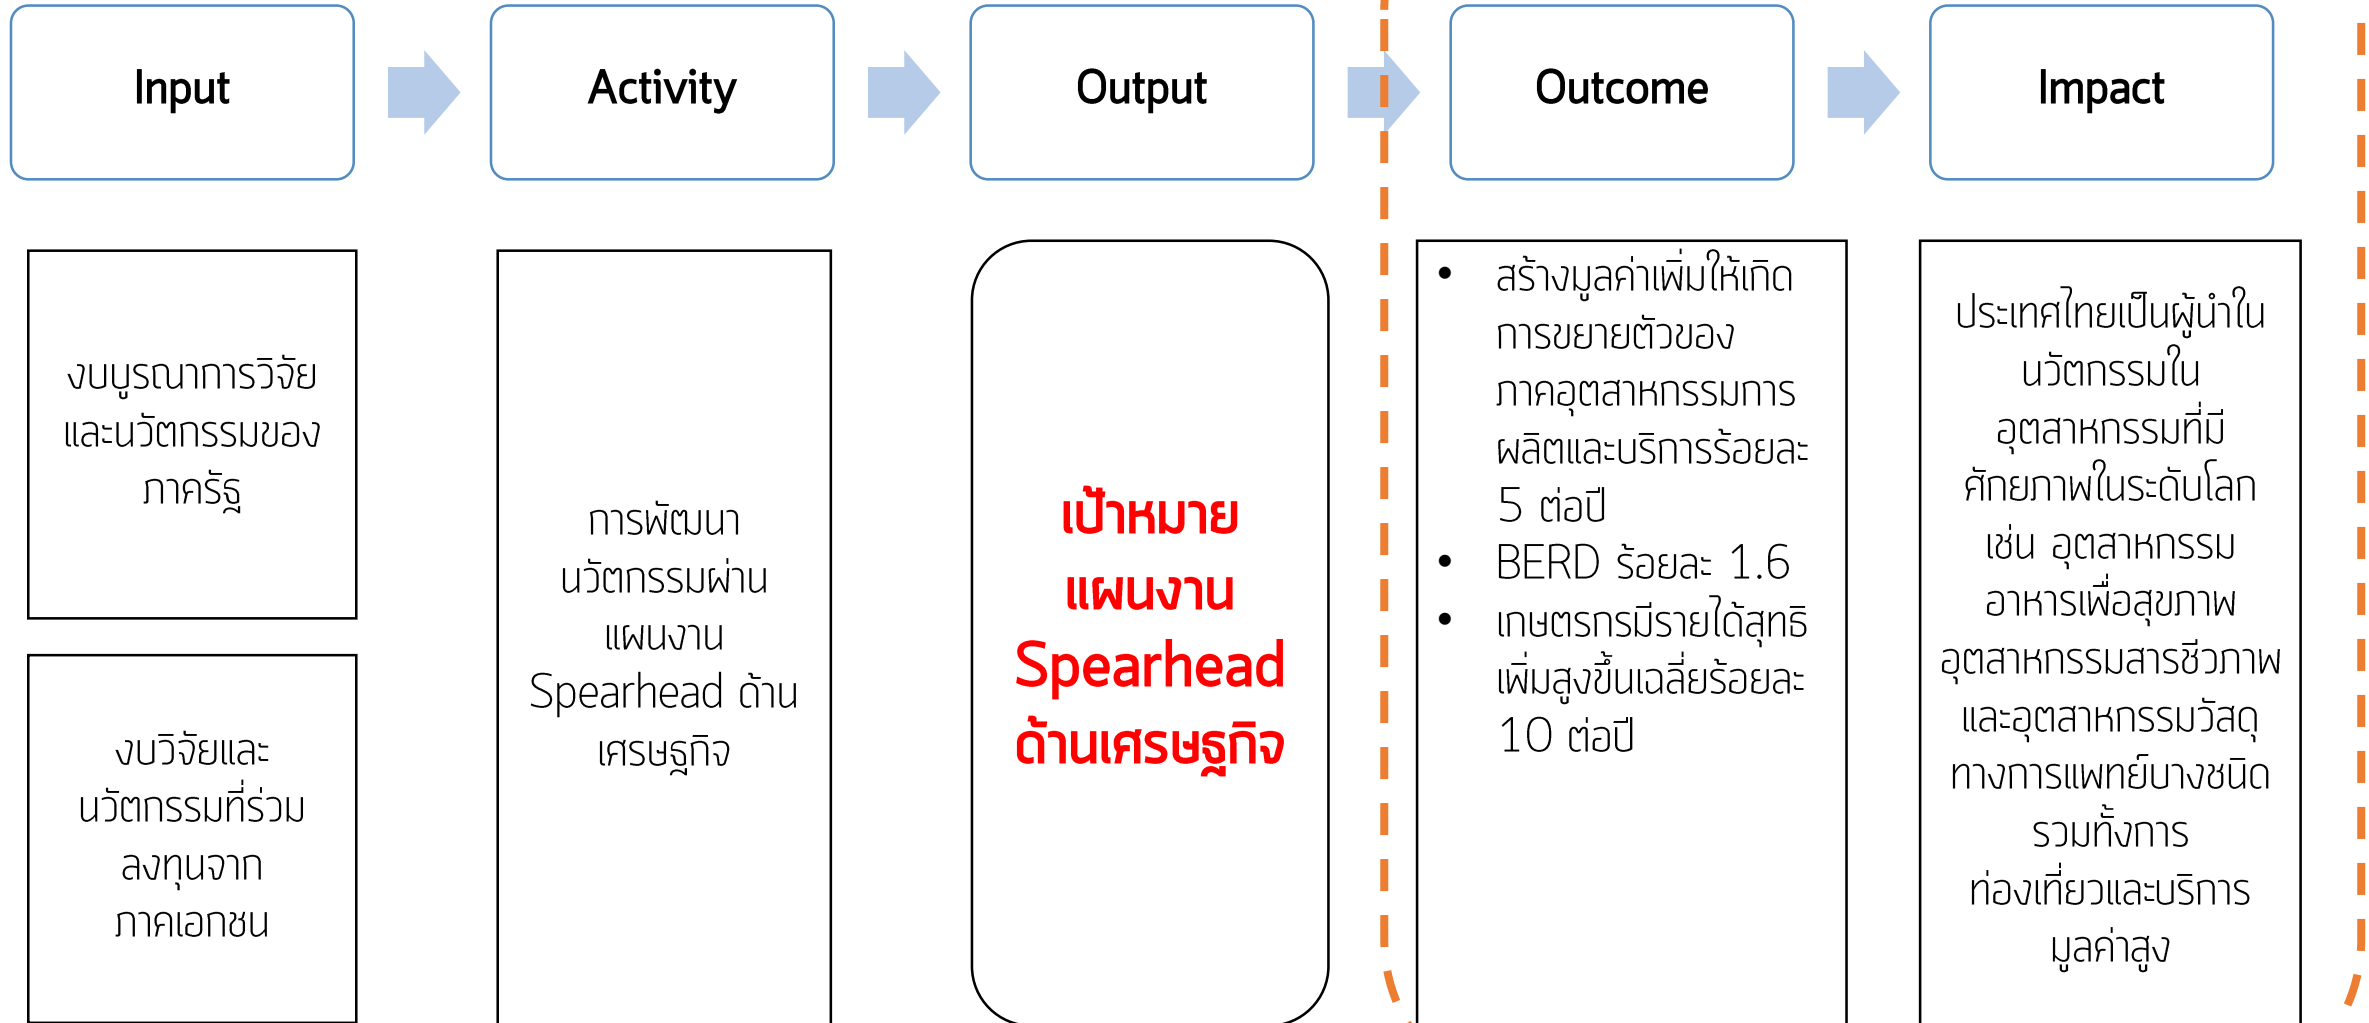 Input
Activity
Output
Outcome
Impact
งบบูรณาการวิจัย
และนวัตกรรมของ
ภาครัฐ
งบวิจัยและ
นวัตกรรมที่ร่วม
ลงทุนจาก
ภาคเอกชน
การพัฒนา
นวัตกรรมผ่าน
แผนงาน
Spearhead ด้าน
เศรษฐกิจ
เป้าหมาย
แผนงาน
Spearhead
ด้านเศรษฐกิจ
• สร้างมูลค่าเพิ่มให้เกิด
การขยายตัวของ
ภาคอุตสาหกรรมการ
ผลิตและบริการร้อยละ
5 ต่อปี
• BERD ร้อยละ 1.6
• เกษตรกรมีรายได้สุทธิ
เพิ่มสูงขึ้นเฉลี่ยร้อยละ
10 ต่อปี
ประเทศไทยเป็นผู้นำใน
นวัตกรรมใน
อุตสาหกรรมที่มี
ศักยภาพในระดับโลก
เช่น อุตสาหกรรม
อาหารเพื่อสุขภาพ
อุตสาหกรรมสารชีวภาพ
และอุตสาหกรรมวัสดุ
ทางการแพทย์บางชนิด
รวมทั้งการ
ท่องเที่ยวและบริการ
มูลค่าสูง